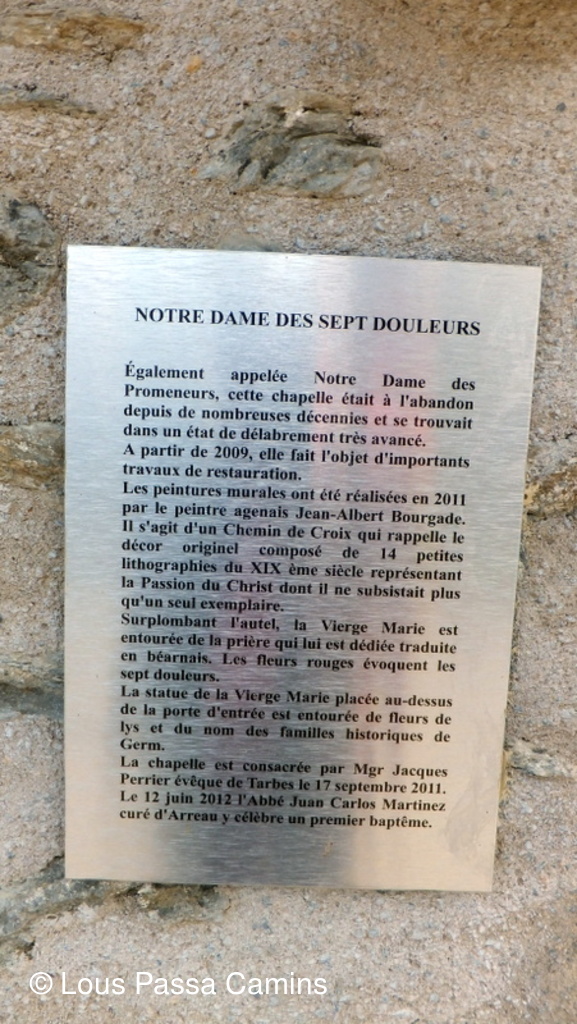 NOTRE DAME DES SEPT DOULEURS
Également appelée Notre Dame des
Promeneurs, cette chapelle était à l'abandon
depuis de nombreuses décennies et se trouvait
dans un état de délabrement très avancé.
A partir de 2009, elle fait l'objet d'importants
travaux de restauration.
Les peintures murales ont été réalisées en 2011
par le peintre agenais Jean-Albert Bourgade.
Il s'agit d'un Chemin de Croix qui rappelle le
décor originel composé de 14 petites
lithographies du XIX ème siècle représentant
la Passion du Christ dont il ne subsistait plus
qu'un seul exemplaire.
Surplombant l'autel, la Vierge Marie est
entourée de la prière qui lui est dédiée traduite
en béarnais. Les fleurs rouges évoquent les
sept douleurs.
La statue de la Vierge Marie placée au-dessus
de la porte d'entrée est entourée de fleurs de
lys et du nom des familles historiques de
Germ.
La chapelle est consacrée par Mgr Jacques
Perrier évêque de Tarbes le 17 septembre 2011.
Le 12 juin 2012 l'Abbé Juan Carlos Martinez
curé d'Arreau y célèbre un premier baptême.
© Lous Passa Camins